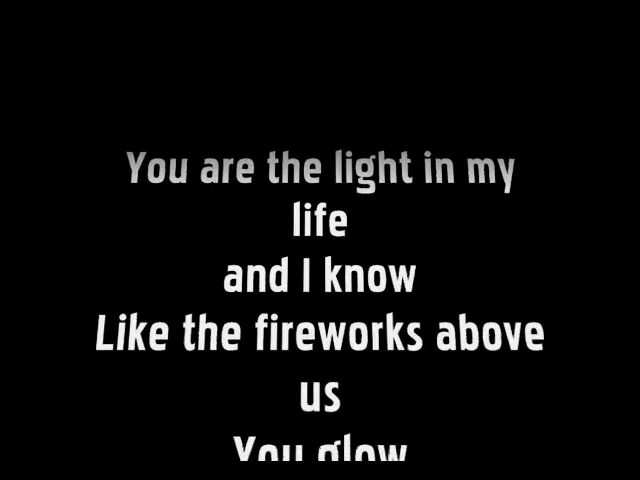 You are the light in my
life
and I know
Like the fireworks above
us
You glow